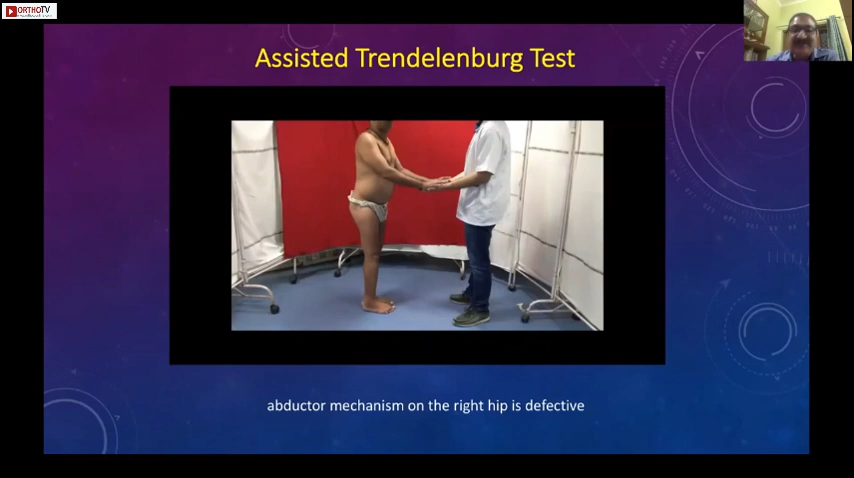 ORTHOTV
Assisted Trendelenburg Test
abductor mechanism on the right hip is defective